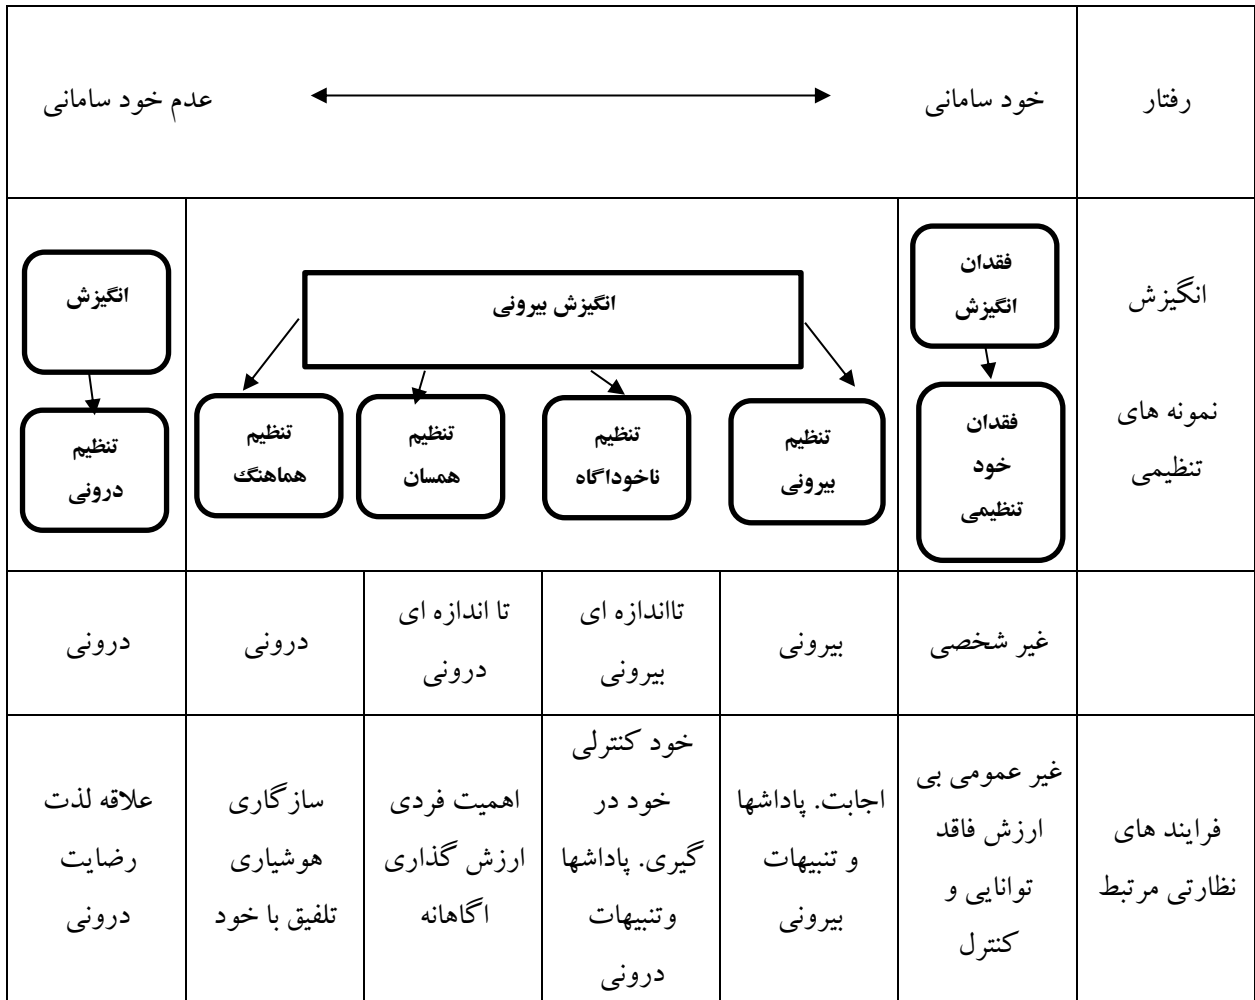 رفتار
خود سامانی
عدم خود سامانی
انگیزش
نمونه های
تنظیمی
فقدان
انگیزش
فقدان
خود
تنظیمی
انگیزش بیرونی
تنظیم
بیرونی
تنظیم
ناخوداگاه
تنظیم
همسان
تنظیم
هماهنگ
انگیزش
تنظیم
درونی
غیر شخصی
بیرونی
تااندازه ای
بیرونی
تا اندازه ای
درونی
درونی
درونی
فرایند های
نظارتی مرتبط
غیر عمومی بی
ارزش فاقد
توانایی و
کنترل
اجابت. پاداشها
و تنبیهات
بیرونی
خود کنترلی
خود در
گیری. پاداشها
وتنبیهات
درونی
اهمیت فردی
ارزش گذاری
اگاهانه
سازگاری
هوشیاری
تلفیق با خود
علاقه لذت
رضایت
درونی